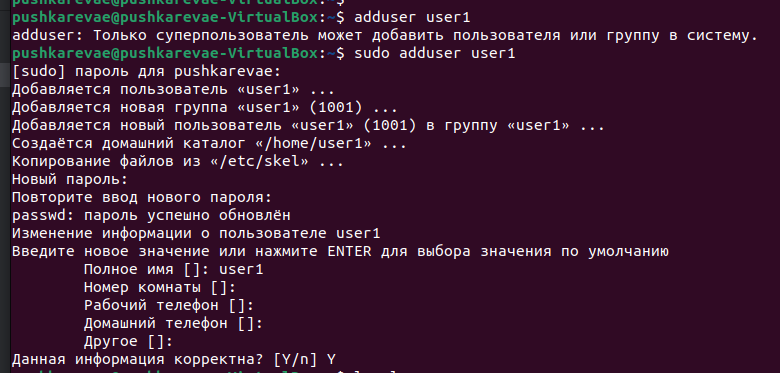 pushkarevae@pushkarevae-VirtualBox:~$
pushkarevae@pushkarevae-VirtualBox:~$ adduser user1
adduser: Только суперпользователь может добавить пользователя или группу в систему.
pushkarevae@pushkarevae-VirtualBox:~$ sudo adduser user1
[sudo] пароль для pushkarevae:
Добавляется пользователь «user1» ...
Добавляется новая группа «user1» (1001) ...
Добавляется новый пользователь «user1» (1001) в группу «user1» ...
Создаётся домашний каталог «/home/user1» ...
Копирование файлов из «/etc/skel» ...
Новый пароль:
Повторите ввод нового пароля:
passwd: пароль успешно обновлён
Изменение информации о пользователе user1
Введите новое значение или нажмите ENTER для выбора значения по умолчанию
Полное имя []: user1
Номер комнаты []:
Рабочий телефон []:
Домашний телефон []:
Другое []:
Данная информация корректна? [Y/n] Y